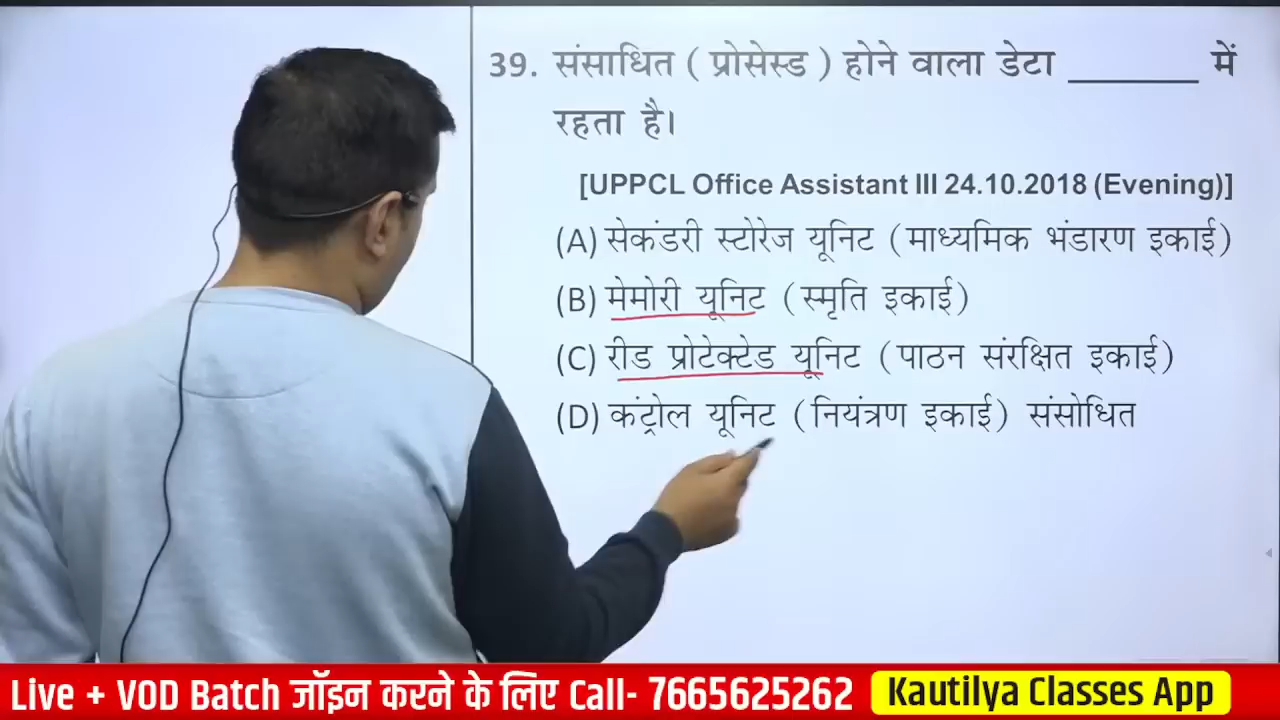 39. संसाधित ( प्रोसेस्ड ) होने वाला डेटा ________ में
रहता है।
[UPPCL Office Assistant III 24.10.2018 (Evening)]
(A) सेकंडरी स्टोरेज यूनिट (माध्यमिक भंडारण इकाई)
(B) मेमोरी यूनिट (स्मृति इकाई)
(C) रीड प्रोटेक्टेड यूनिट (पाठन संरक्षित इकाई)
(D) कंट्रोल यूनिट (नियंत्रण इकाई) संसोधित
Live + VOD Batch जॉइन करने के लिए Call- 7665625262
Kautilya Classes App